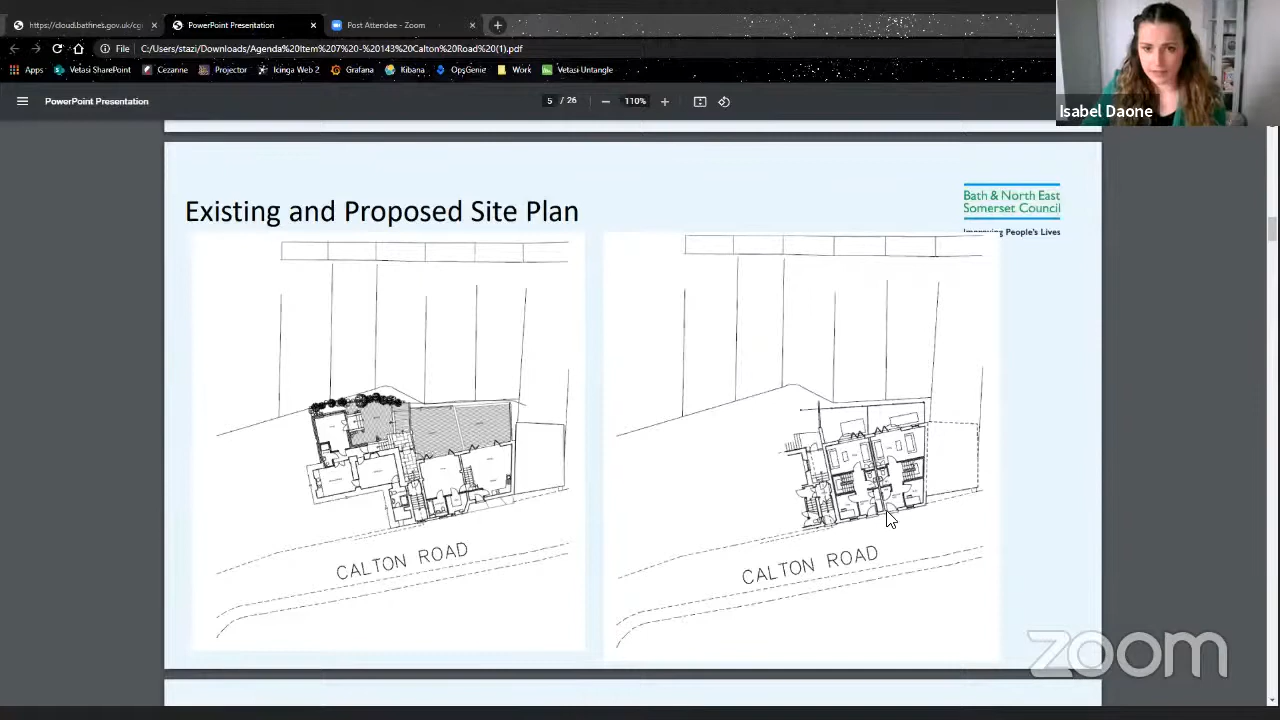 https://cloud.bathnes.gov.uk/cg
PowerPoint Presentation
Post Attendee - Zoom
File
C:/Users/stazi/Downloads/Agenda%20Item%207%20-%20143%20Calton%20Road%20(1).pdf
Apps
Vetasi SharePoint
Cezanne
Projector
Icinga Web 2
Grafana
Kibana
OpsGenie
Work
Vetasi Untangle
PowerPoint Presentation
5 / 26
110%
Isabel Daone
Existing and Proposed Site Plan
Bath & North East
Somerset Council
Improving People's Lives
CALTON ROAD
CALTON ROAD
zoom